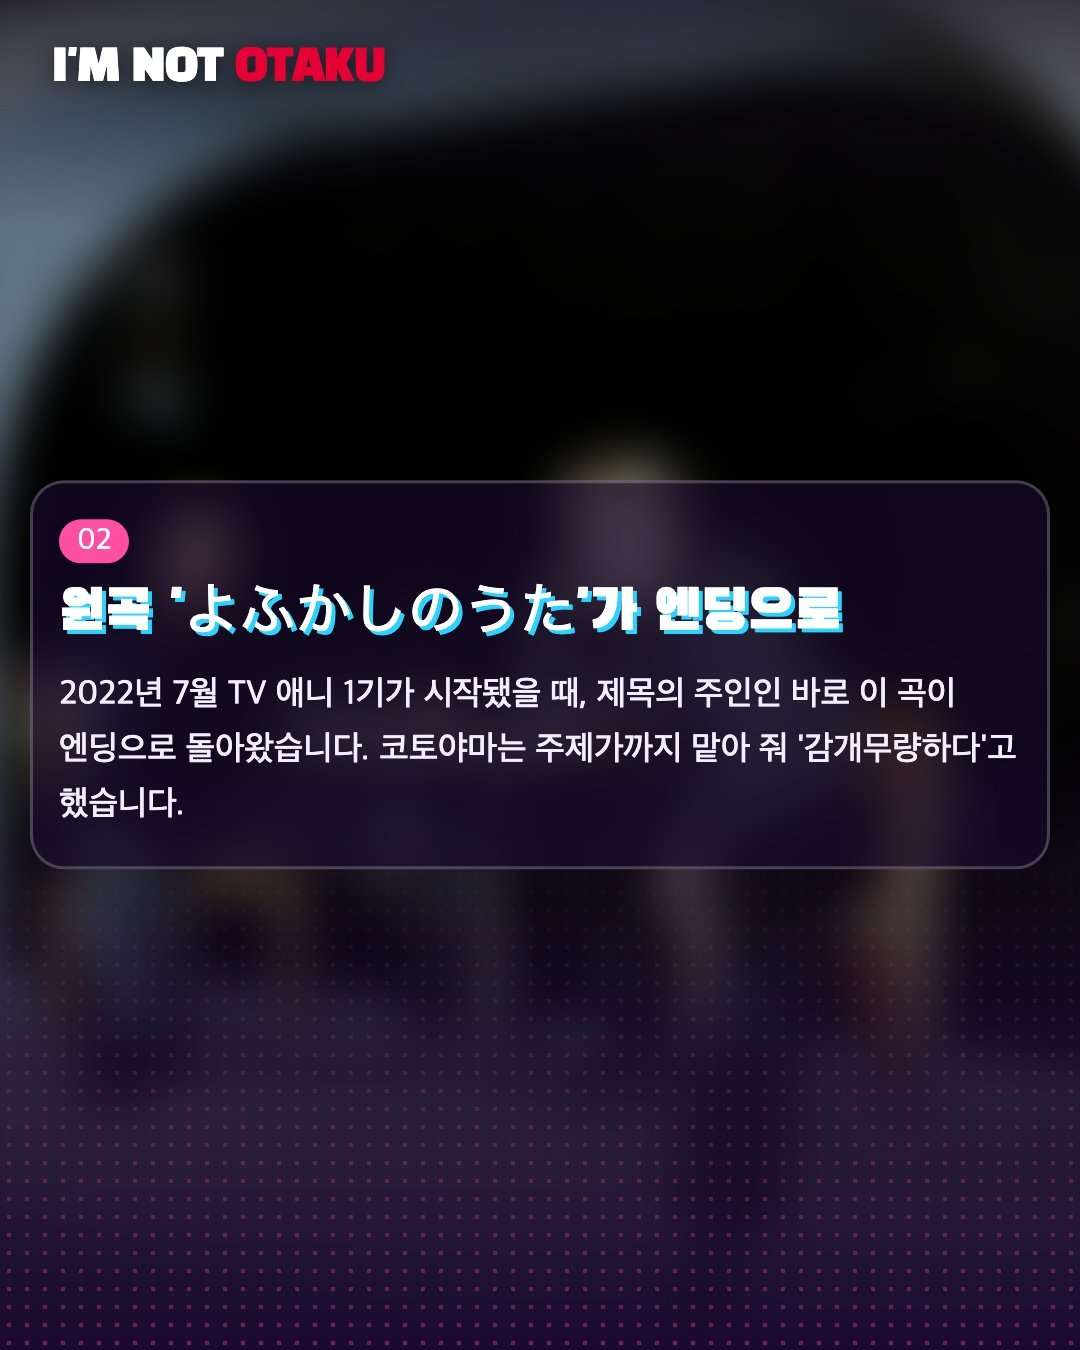 I'M NOT OTAKU
02
원곡 'よふかしのうた'가 엔딩으로
2022년 7월 TV 애니 1기가 시작됐을 때, 제목의 주인인 바로 이 곡이
엔딩으로 돌아왔습니다. 코토야마는 주제가까지 맡아 줘 '감개무량하다'고
했습니다.